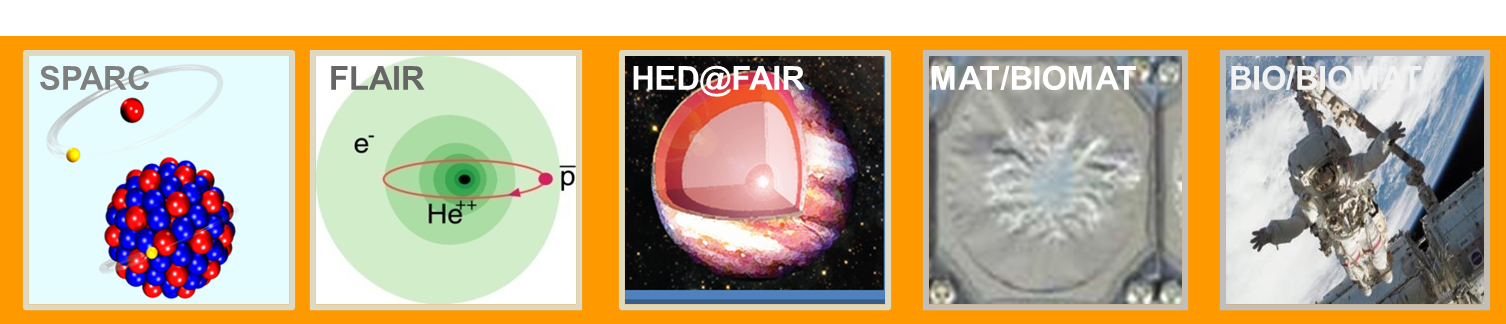 SPARC
FLAIR
e-
p̅
He++
HED@FAIR
MAT/BIOMAT
BIO/BIOMAT